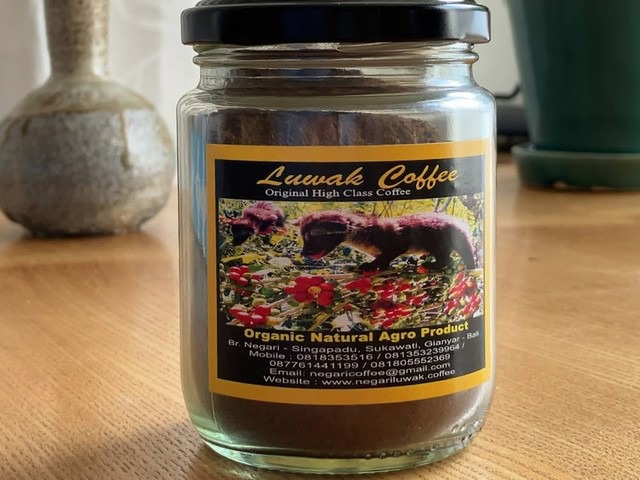 Luwak Coffee
Original High Class Coffee
Organic Natural Agro Product
Br. Negari - Singapadu, Sukawati, Gianyar - Bali
Mobile : 0818353516 / 081353239964 /
087761441199 / 081805552369
Email: negaricoffee@gmail.com
Website : www.negariluwak.coffee